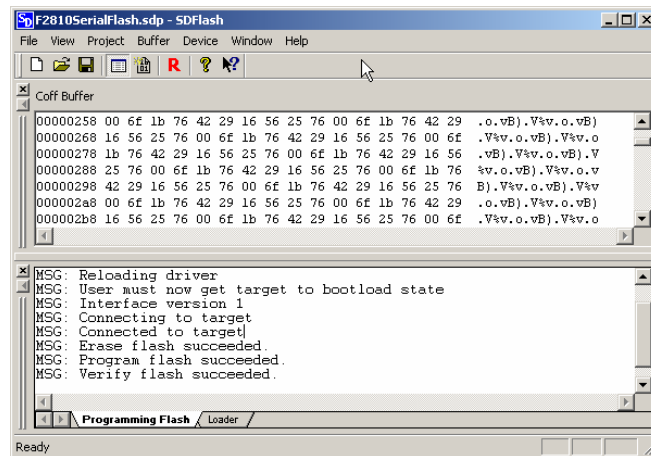 F2810SerialFlash.sdp - SDFlash
File View Project Buffer Device Window Help
Coff Buffer
00000258 00 6f 1b 76 42 29 16 56 25 76 00 6f 1b 76 42 29 .o.vB).V%v.o.vB)
00000268 16 56 25 76 00 6f 1b 76 42 29 16 56 25 76 00 6f .V%v.o.vB).V%v.o
00000278 1b 76 42 29 16 56 25 76 00 6f 1b 76 42 29 16 56 .vB).V%v.o.vB).V
00000288 25 76 00 6f 1b 76 42 29 16 56 25 76 00 6f 1b 76 %v.o.vB).V%v.o.v
00000298 42 29 16 56 25 76 00 6f 1b 76 42 29 16 56 25 76 B).V%v.o.vB).V%v
000002a8 00 6f 1b 76 42 29 16 56 25 76 00 6f 1b 76 42 29 .o.vB).V%v.o.vB)
000002b8 16 56 25 76 00 6f 1b 76 42 29 16 56 25 76 00 6f .V%v.o.vB).V%v.o
MSG: Reloading driver
MSG: User must now get target to bootload state
MSG: Interface version 1
MSG: Connecting to target
MSG: Connected to target
MSG: Erase flash succeeded.
MSG: Program flash succeeded.
MSG: Verify flash succeeded.
Programming Flash Loader
Ready